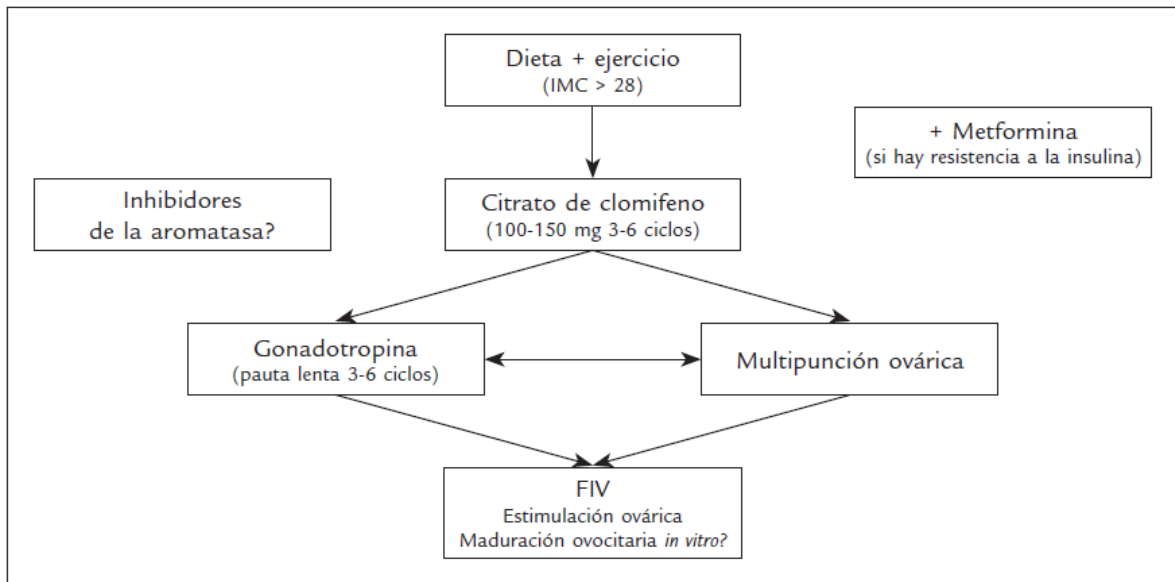 Dieta + ejercicio
(IMC > 28)
+ Metformina
(si hay resistencia a la insulina)
Inhibidores
de la aromatasa?
Citrato de clomifeno
(100-150 mg 3-6 ciclos)
Gonadotropina
(pauta lenta 3-6 ciclos)
Multipunción ovárica
FIV
Estimulación ovárica
Maduración ovocitaria in vitro?